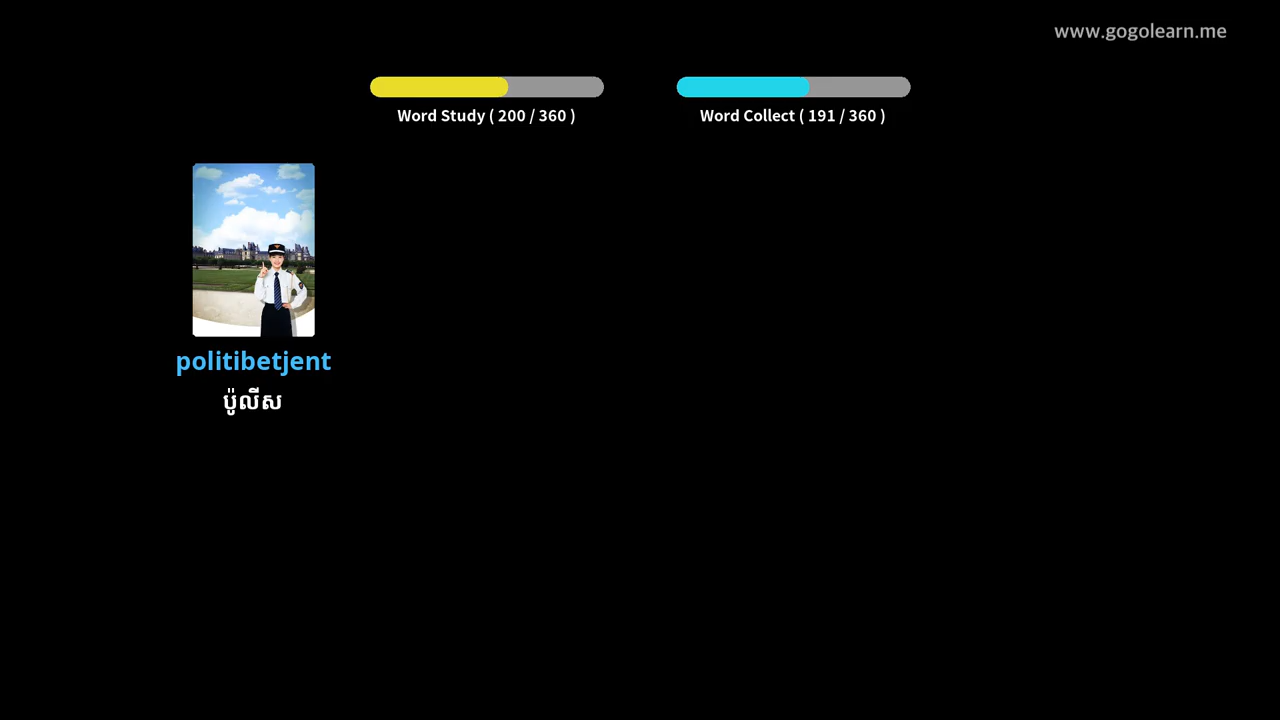 www.gogolearn.me
Word Study ( 200 / 360 )
Word Collect ( 191 / 360 )
politibetjent
ប៉ូលីស